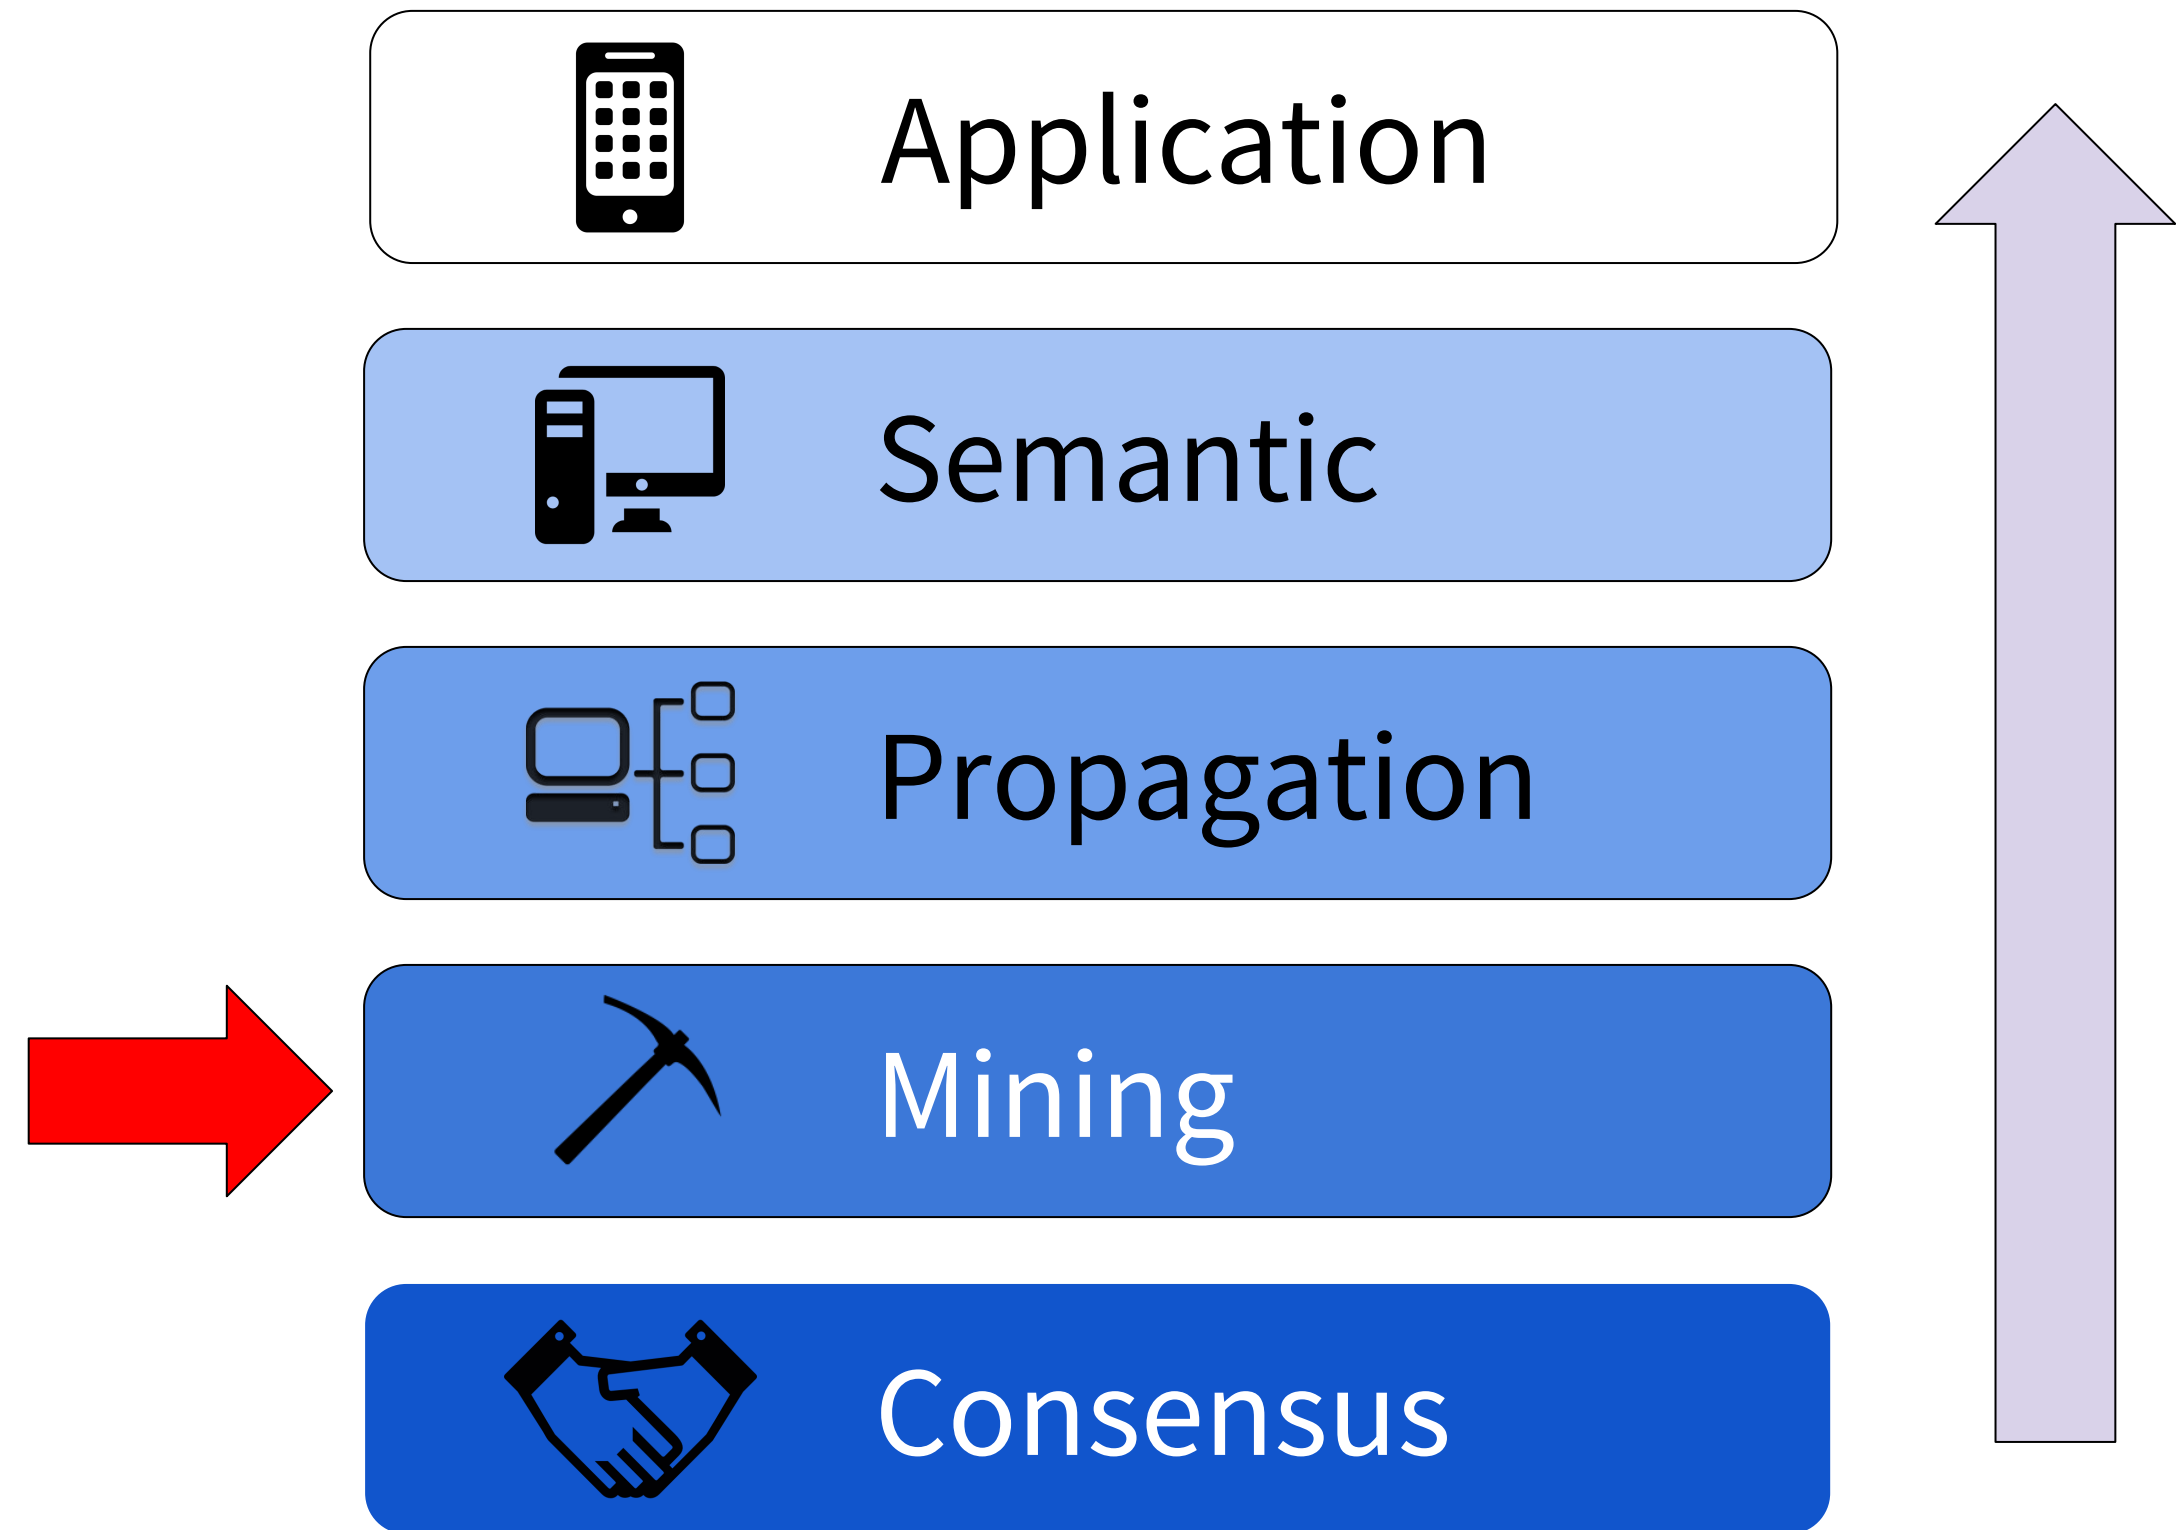 Application
Semantic
Propagation
Mining
Consensus